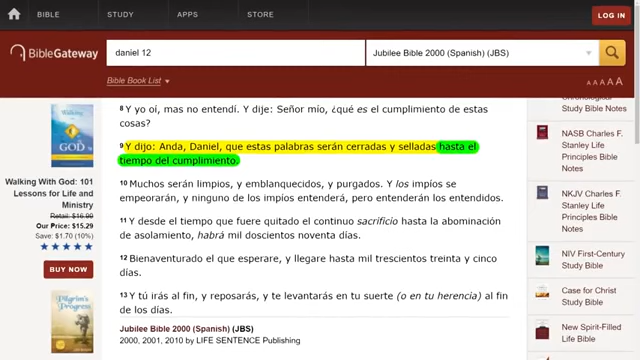 BIBLE STUDY APPS STORE LOG IN
BibleGateway
daniel 12
Jubilee Bible 2000 (Spanish) (JBS)
Bible Book List
A A A A A
8 Y yo oí, mas no entendí. Y dije: Señor mío, ¿qué es el cumplimiento de estas
cosas?
9 Y dijo: Anda, Daniel, que estas palabras serán cerradas y selladas hasta el
tiempo del cumplimiento.
10 Muchos serán limpios, y emblanquecidos, y purgados. Y los impíos se
empeorarán, y ninguno de los impíos entenderá, pero entenderán los entendidos.
11 Y desde el tiempo que fuere quitado el continuo sacrificio hasta la abominación
de asolamiento, habrá mil doscientos noventa días.
12 Bienaventurado el que esperare, y llegare hasta mil trescientos treinta y cinco
días.
13 Y tú irás al fin, y reposarás, y te levantarás en tu suerte (o en tu herencia) al fin
de los días.
Jubilee Bible 2000 (Spanish) (JBS)
2000, 2001, 2010 by LIFE SENTENCE Publishing
Walking
with
GOD
Walking With God: 101
Lessons for Life and
Ministry
Retail: $16.99
Our Price: $15.29
Save: $1.70 (10%)
BUY NOW
Pilgrim's
Progress
Study Bible Notes
NASB Charles F.
Stanley Life
Principles Bible
Notes
NKJV Charles F.
Stanley Life
Principles Bible
Notes
NIV First-Century
Study Bible
Case for Christ
Study Bible
New Spirit-Filled
Life Bible